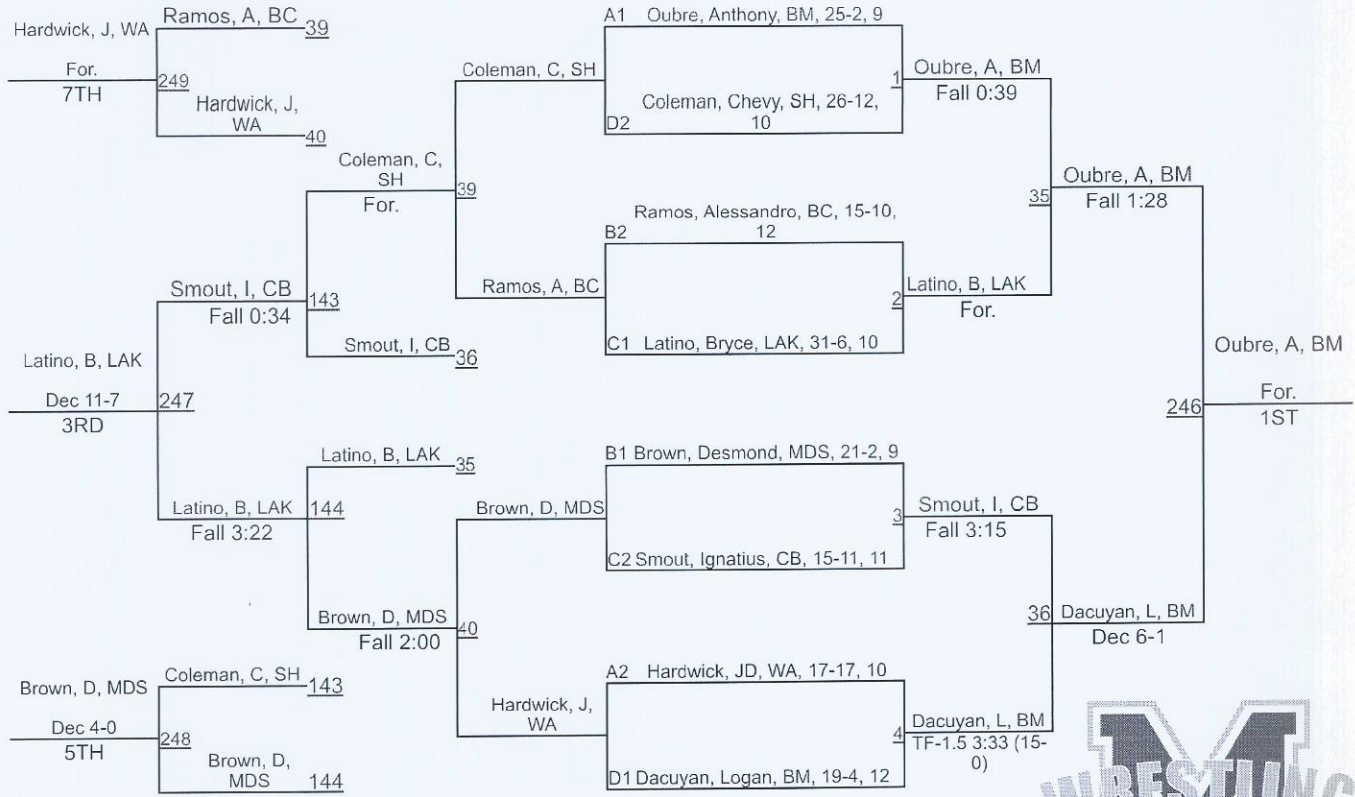 Hardwick, J, WA
For.
7TH
Ramos, A, BC
39
249
Hardwick, J,
WA
40
Coleman, C,
SH
For.
39
Coleman, C, SH
Ramos, A, BC
A1 Oubre, Anthony, BM, 25-2, 9
Coleman, Chevy, SH, 26-12,
D2 10
1
Oubre, A, BM
Fall 0:39
Ramos, Alessandro, BC, 15-10,
B2 12
C1 Latino, Bryce, LAK, 31-6, 10
2
Latino, B, LAK
For.
35
Oubre, A, BM
Fall 1:28
Smout, I, CB
Fall 0:34
143
Smout, I, CB
36
Latino, B, LAK
Dec 11-7
3RD
247
Latino, B, LAK
Fall 3:22
144
Latino, B, LAK
35
Brown, D, MDS
Fall 2:00
40
Brown, D, MDS
Hardwick, J,
WA
B1 Brown, Desmond, MDS, 21-2, 9
C2 Smout, Ignatius, CB, 15-11, 11
3
Smout, I, CB
Fall 3:15
A2 Hardwick, JD, WA, 17-17, 10
D1 Dacuyan, Logan, BM, 19-4, 12
4
Dacuyan, L, BM
TF-1.5 3:33 (15-
0)
36
Dacuyan, L, BM
Dec 6-1
246
Oubre, A, BM
For.
1ST
Brown, D, MDS
Dec 4-0
5TH
248
Coleman, C, SH
143
Brown, D,
MDS
144
M
WRESTLING